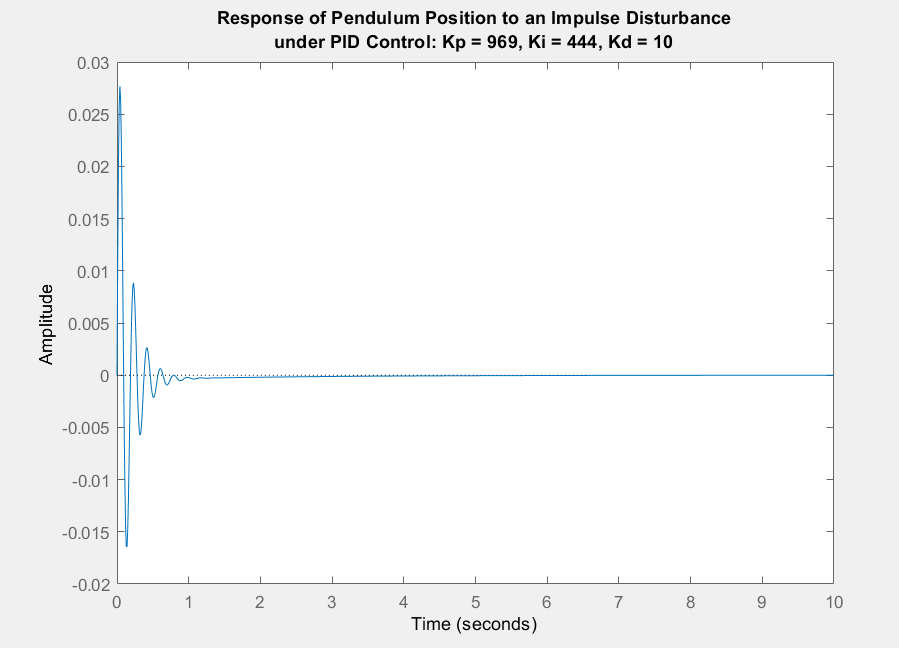 Response of Pendulum Position to an Impulse Disturbance
under PID Control: Kp = 969, Ki = 444, Kd = 10
0.03
0.025
0.02
0.015
0.01
0.005
0
-0.005
-0.01
-0.015
-0.02
Amplitude
0 1 2 3 4 5 6 7 8 9 10
Time (seconds)